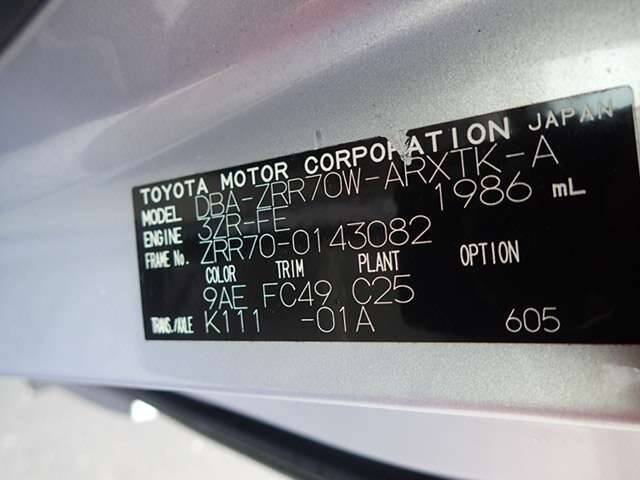 TOYOTA MOTOR CORPORATION JAPAN
MODEL DBA-ZRR70W-ARXTK-A
ENGINE 3ZR-FE 1986 mL
FRAME No. ZRR70-0143082
COLOR TRIM PLANT OPTION
9AE FC49 C25
TRANS./AXLE K111 -01A 605